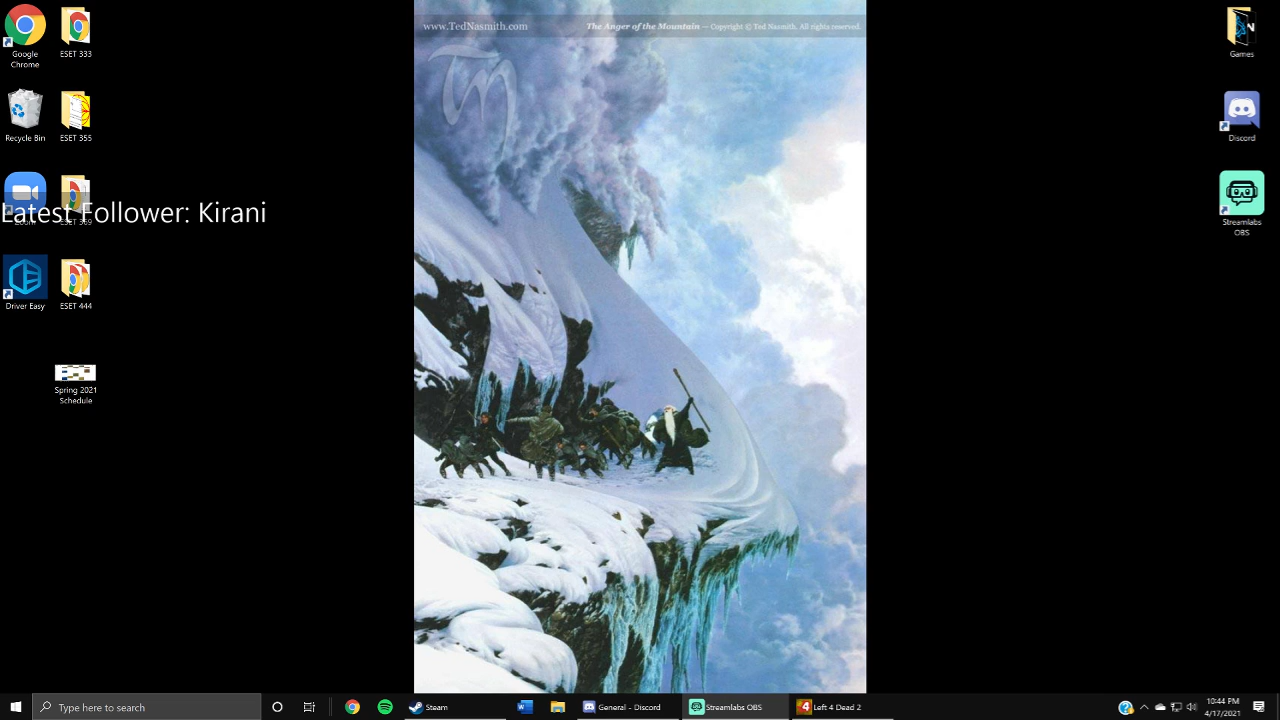 www.TedNasmith.com
The Anger of the Mountain — Copyright © Ted Nasmith. All rights reserved.
Google
Chrome
ESET 333
Games
Recycle Bin
ESET 355
Discord
Latest Follower: Kirani
Streamlabs
OBS
Driver Easy
ESET 444
Spring 2021
Schedule
Type here to search
Steam
General - Discord
Streamlabs OBS
Left 4 Dead 2
10:44 PM
4/17/2021